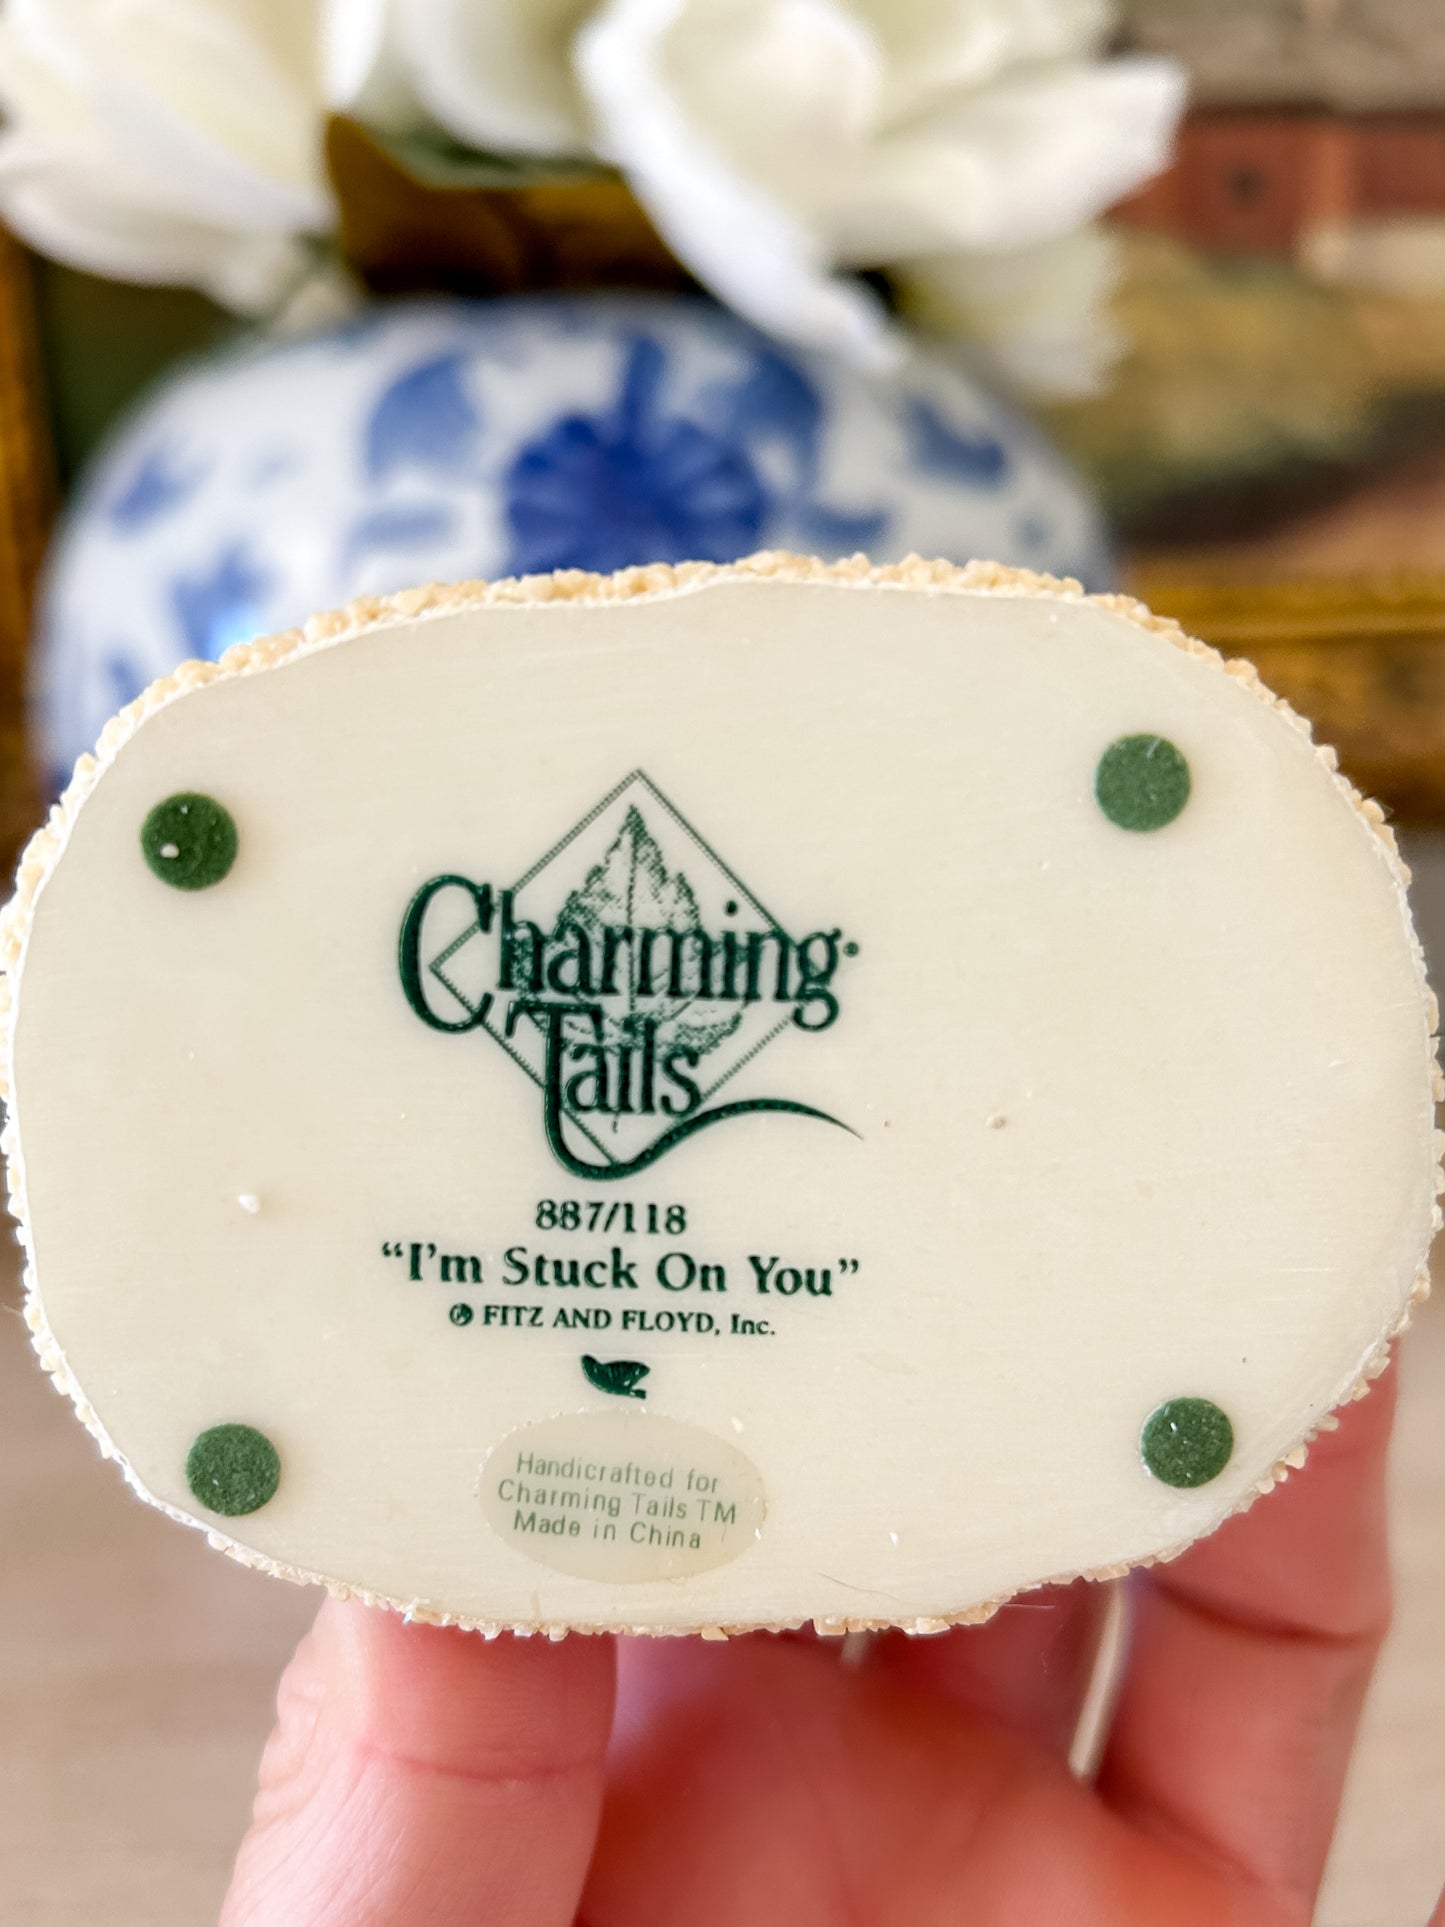 Charming
Tails
887/118
“I’m Stuck On You”
FITZ AND FLOYD, Inc.
Handicrafted for
Charming Tails TM
Made in China